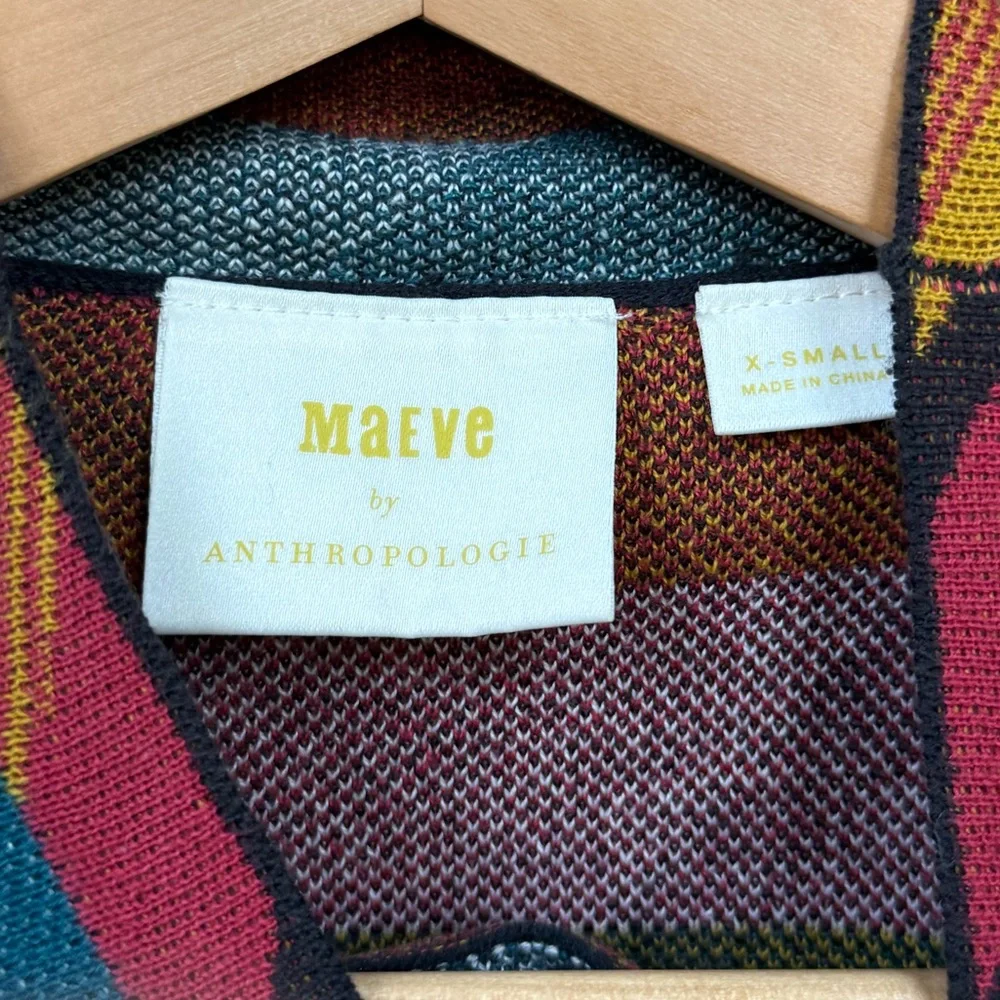 MaEve
by
ANTHROPOLOGIE
X-SMALL
MADE IN CHINA